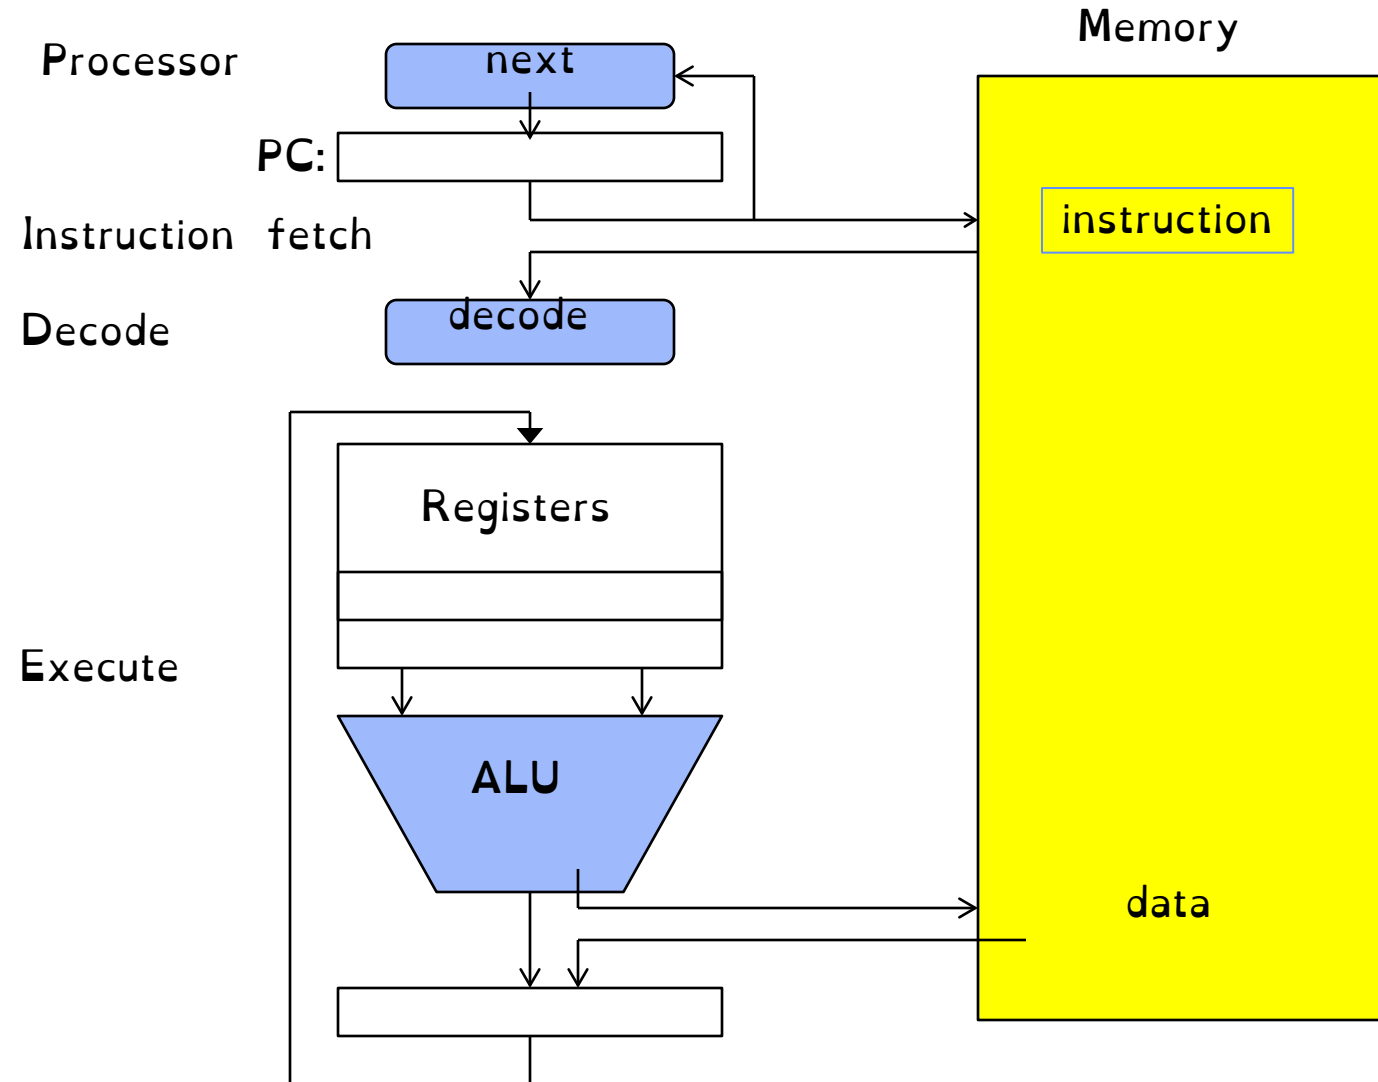 Memory
Processor
next
PC:
instruction
Instruction fetch
decode
Decode
Registers
Execute
ALU
data